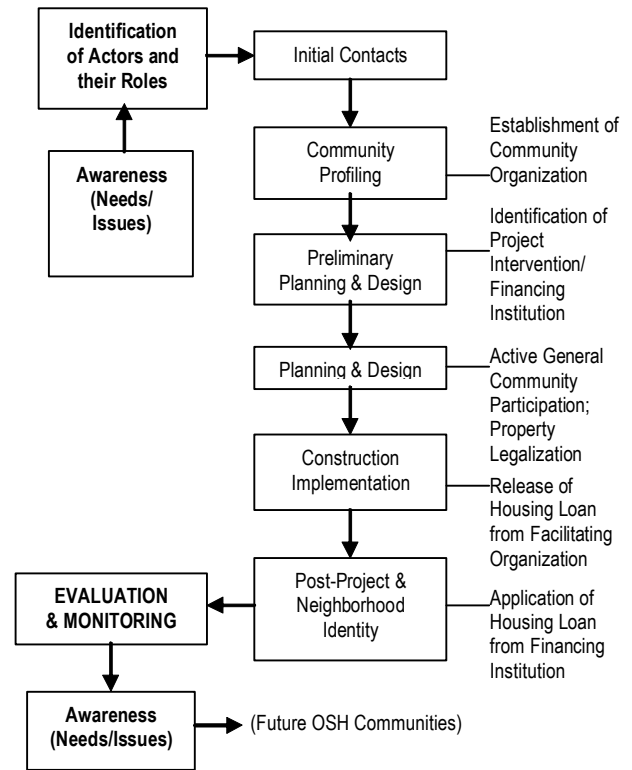 Identification
of Actors and
their Roles
Initial Contacts
Awareness
(Needs/
Issues)
Community
Profiling
Establishment of
Community
Organization
Preliminary
Planning & Design
Identification of
Project
Intervention/
Financing
Institution
Planning & Design
Active General
Community
Participation;
Property
Legalization
Construction
Implementation
Release of
Housing Loan
from Facilitating
Organization
Post-Project &
Neighborhood
Identity
Application of
Housing Loan
from Financing
Institution
EVALUATION
& MONITORING
Awareness
(Needs/Issues)
(Future OSH Communities)